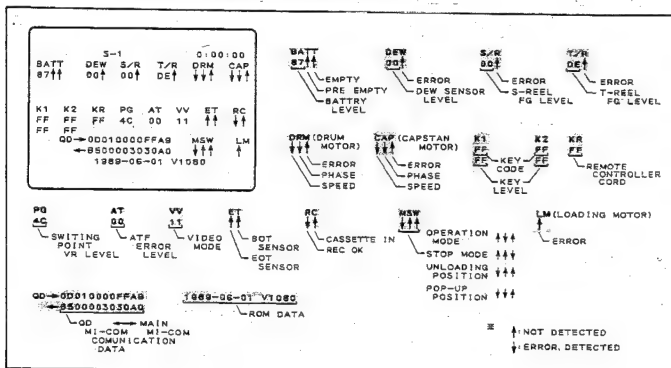 S-1 0:00:00
BATT DEW S/R T/R DRM CAP
87↑↑ 00↑ 00↑ DE↑ ↓↓↑ ↓↓↑
K1 K2 KR PG AT VV ET RC
FF FF FF 4C 00 11 ↑↑ ↓↑
FF FF
QD→0D010000FFA9 MSW LM
←8500003030A0 ↓↑↑ ↑
1989-06-01 V1080
BATT
87↑↑
EMPTY
PRE EMPTY
BATTRY LEVEL
DEW
00↑
ERROR
DEW SENSOR LEVEL
S/R
00↑
ERROR
S-REEL FG LEVEL
T/R
DE↑
ERROR
T-REEL FG LEVEL
DRM (DRUM MOTOR)
↓↓↑
ERROR
PHASE
SPEED
CAP (CAPSTAN MOTOR)
↓↓↑
ERROR
PHASE
SPEED
K1 K2
FF FF
FF FF
KEY CODE
KEY LEVEL
KR
FF
REMOTE CONTROLLER CORD
PG
4C
SWITING POINT VR LEVEL
AT
00
ATF ERROR LEVEL
VV
11
VIDEO MODE
ET
↑↑
BOT SENSOR
EOT SENSOR
RC
↓↑
CASSETTE IN
REC OK
MSW
OPERATION MODE
STOP MODE
UNLOADING POSITION
POP-UP POSITION
LM (LOADING MOTOR)
↑
ERROR
QD→0D010000FFA9
←8500003030A0
QD ↔ MAIN
MI-COM MI-COM
COMUNICATION DATA
1989-06-01 V1080
ROM DATA
※ ↑:NOT DETECTED
↓:ERROR, DETECTED